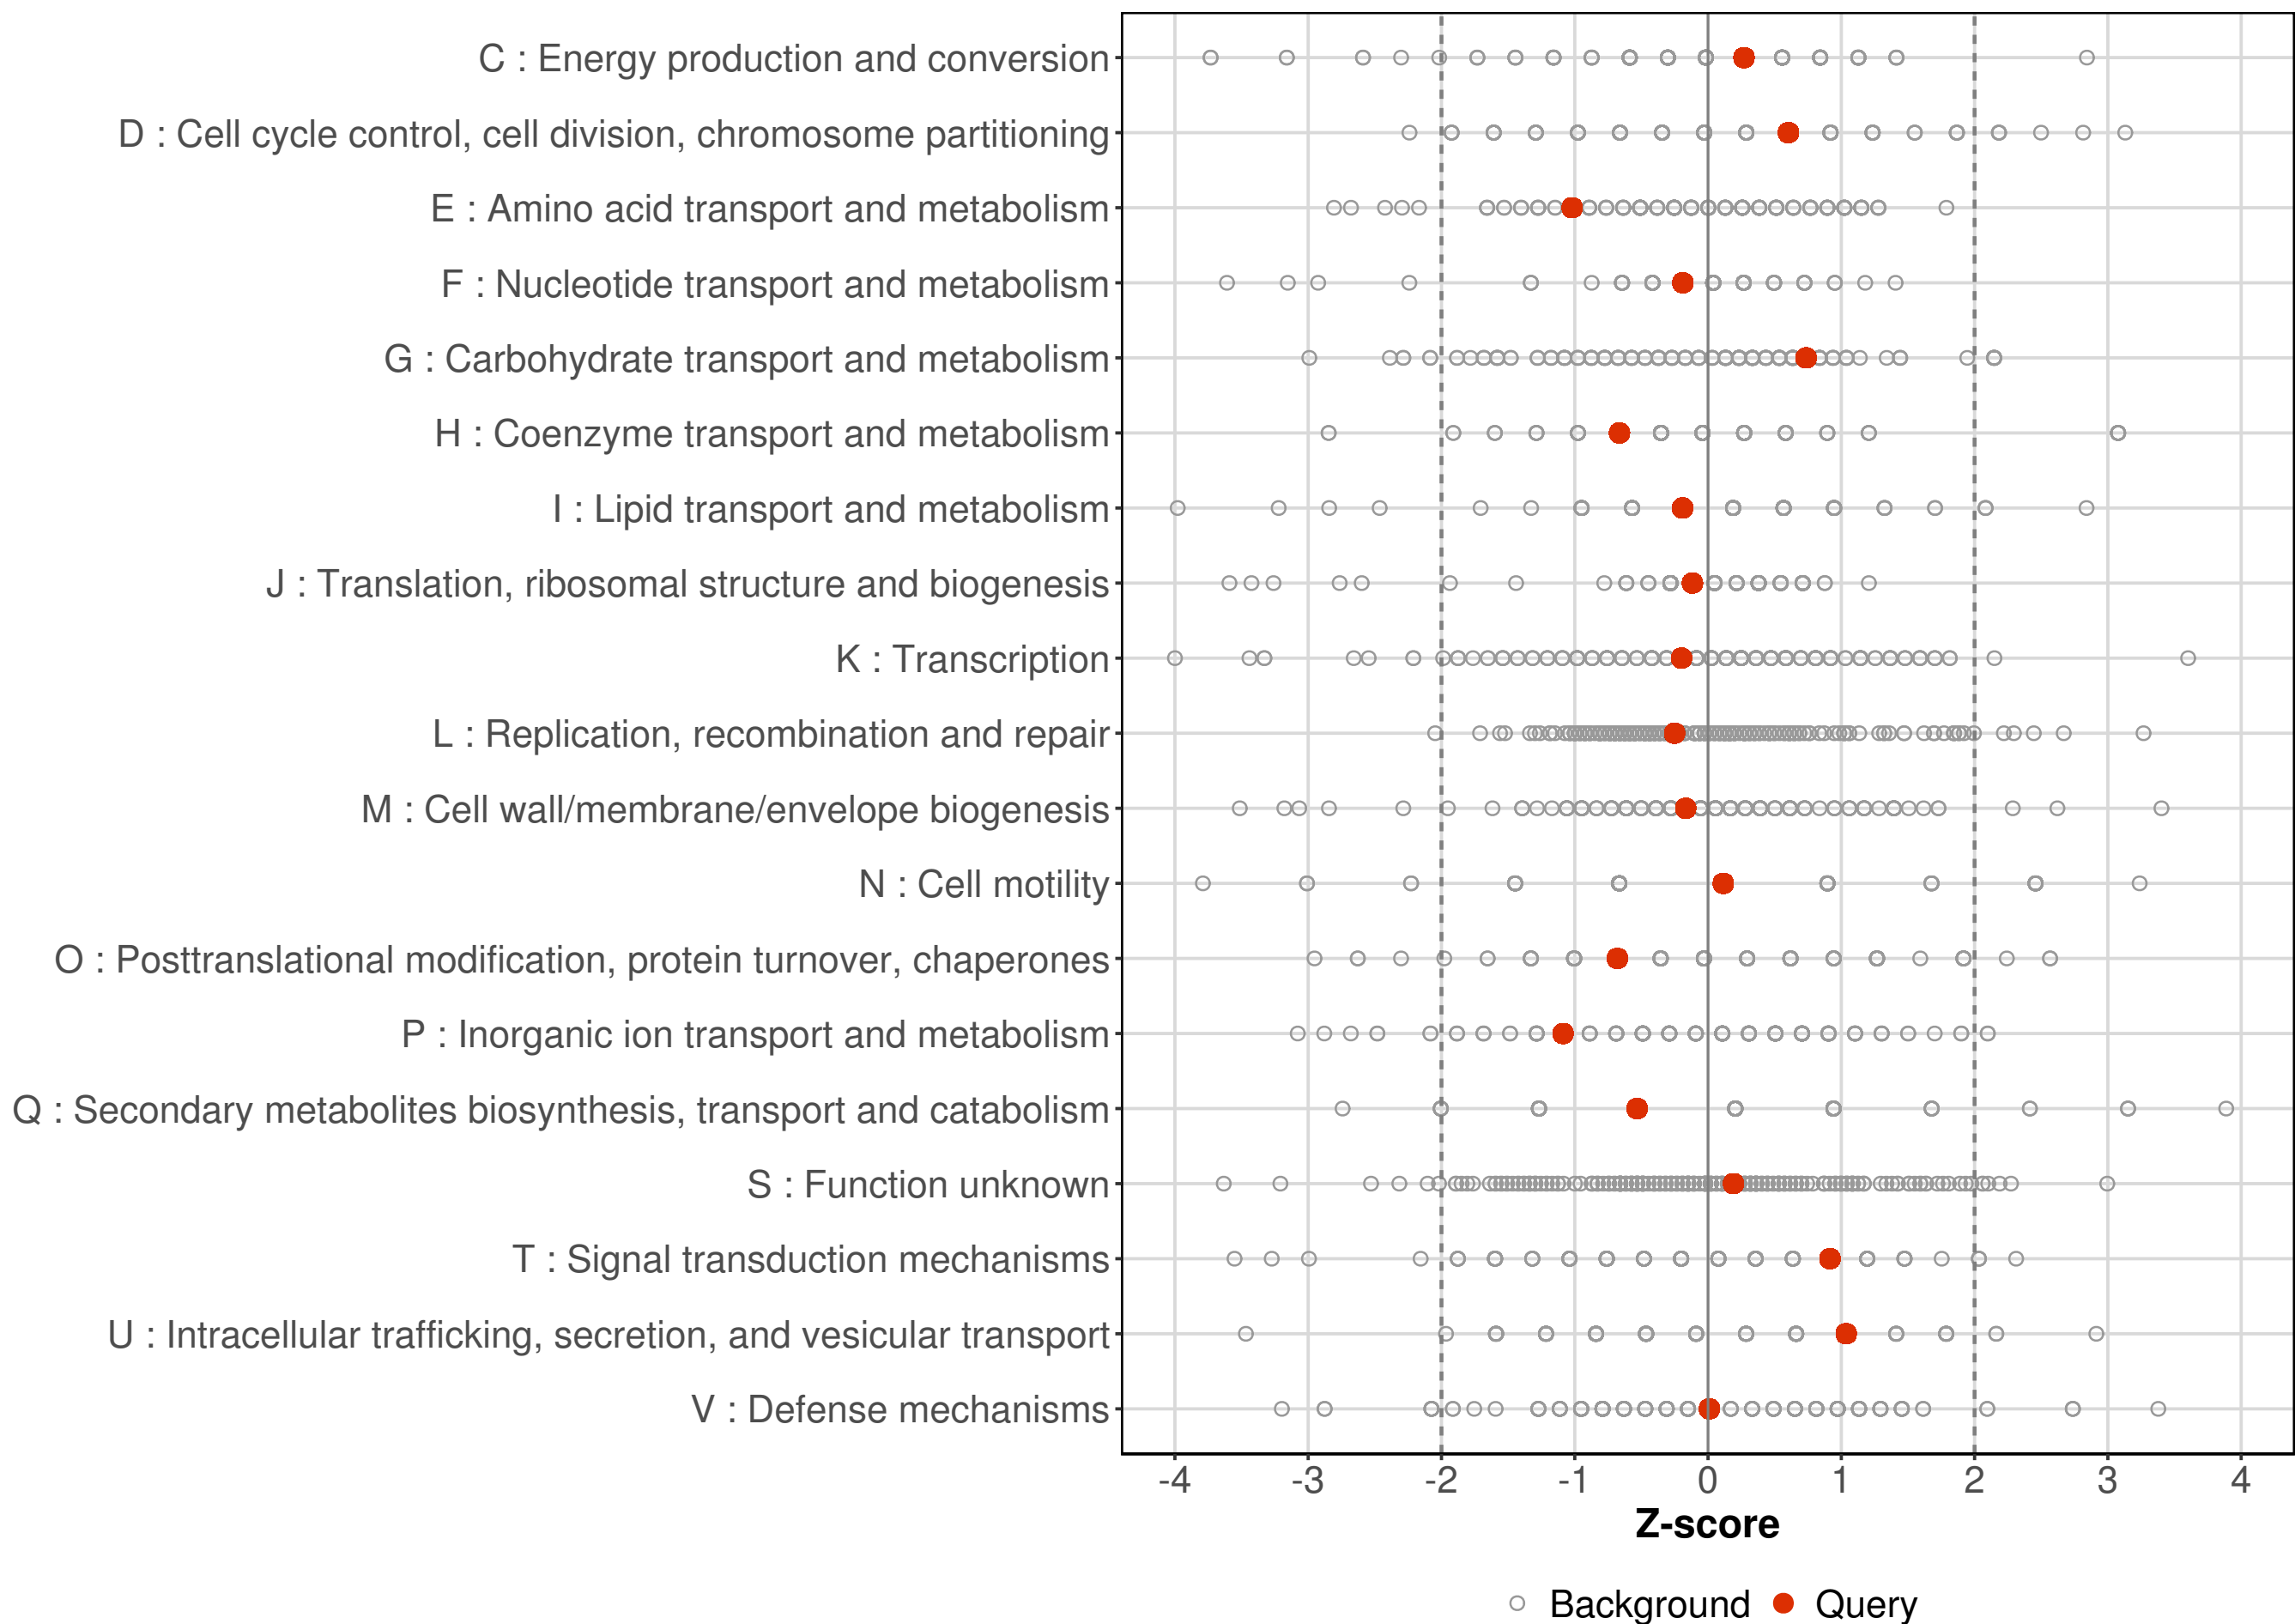 C : Energy production and conversion
D : Cell cycle control, cell division, chromosome partitioning
E : Amino acid transport and metabolism
F : Nucleotide transport and metabolism
G : Carbohydrate transport and metabolism
H : Coenzyme transport and metabolism
I : Lipid transport and metabolism
J : Translation, ribosomal structure and biogenesis
K : Transcription
L : Replication, recombination and repair
M : Cell wall/membrane/envelope biogenesis
N : Cell motility
O : Posttranslational modification, protein turnover, chaperones
P : Inorganic ion transport and metabolism
Q : Secondary metabolites biosynthesis, transport and catabolism
S : Function unknown
T : Signal transduction mechanisms
U : Intracellular trafficking, secretion, and vesicular transport
V : Defense mechanisms
-4 -3 -2 -1 0 1 2 3 4
Z-score
Background Query